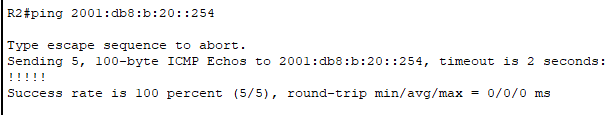 R2#ping 2001:db8:b:20::254
Type escape sequence to abort.
Sending 5, 100-byte ICMP Echos to 2001:db8:b:20::254, timeout is 2 seconds:
!!!!!
Success rate is 100 percent (5/5), round-trip min/avg/max = 0/0/0 ms